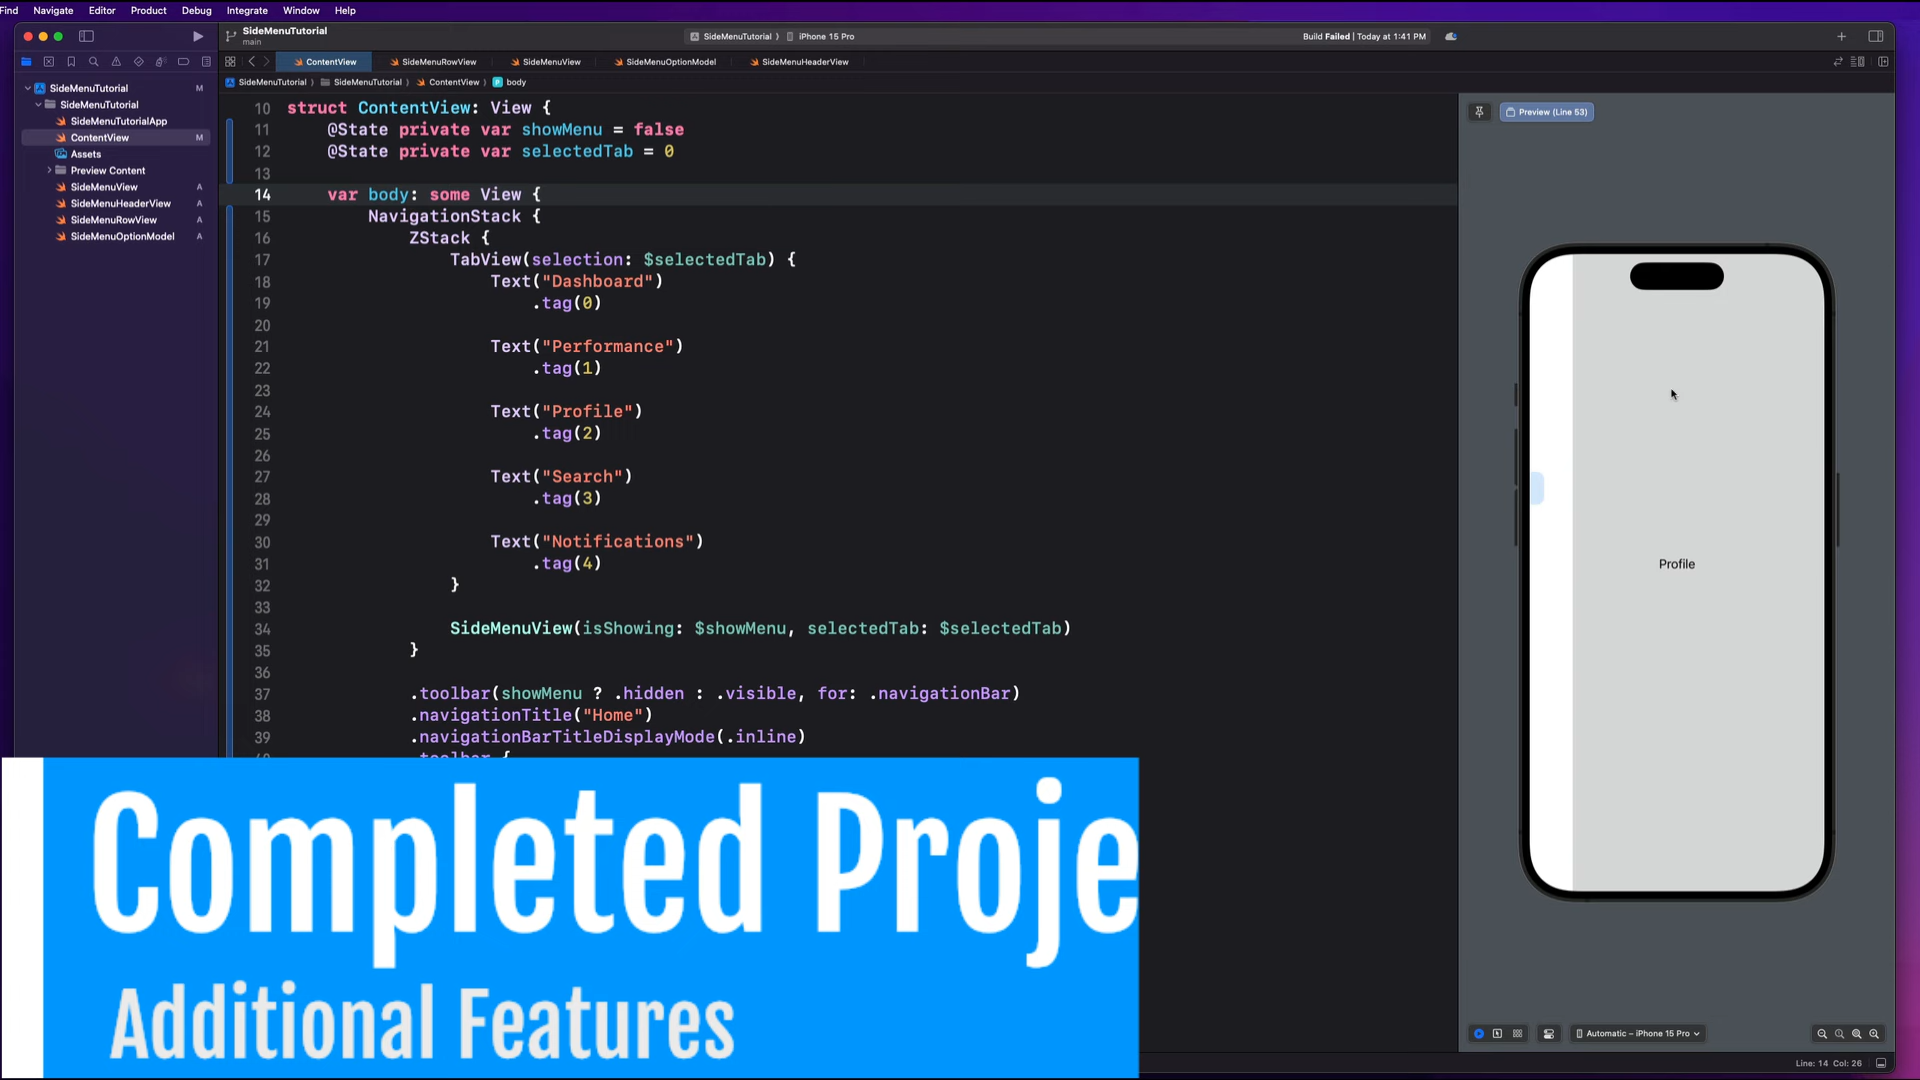 Find Navigate Editor Product Debug Integrate Window Help
SideMenuTutorial
main
SideMenuTutorial iPhone 15 Pro
Build Failed | Today at 1:41 PM
ContentView SideMenuRowView SideMenuView SideMenuOptionModel SideMenuHeaderView
SideMenuTutorial SideMenuTutorial ContentView body
SideMenuTutorial M
SideMenuTutorial
SideMenuTutorialApp
ContentView M
Assets
Preview Content
SideMenuView A
SideMenuHeaderView A
SideMenuRowView A
SideMenuOptionModel A
10 struct ContentView: View {
11 @State private var showMenu = false
12 @State private var selectedTab = 0
13
14 var body: some View {
15 NavigationStack {
16 ZStack {
17 TabView(selection: $selectedTab) {
18 Text("Dashboard")
19 .tag(0)
20
21 Text("Performance")
22 .tag(1)
23
24 Text("Profile")
25 .tag(2)
26
27 Text("Search")
28 .tag(3)
29
30 Text("Notifications")
31 .tag(4)
32 }
33
34 SideMenuView(isShowing: $showMenu, selectedTab: $selectedTab)
35 }
36
37 .toolbar(showMenu ? .hidden : .visible, for: .navigationBar)
38 .navigationTitle("Home")
39 .navigationBarTitleDisplayMode(.inline)
Preview (Line 53)
Profile
Completed Proje
Additional Features
Automatic – iPhone 15 Pro
Line: 14 Col: 26